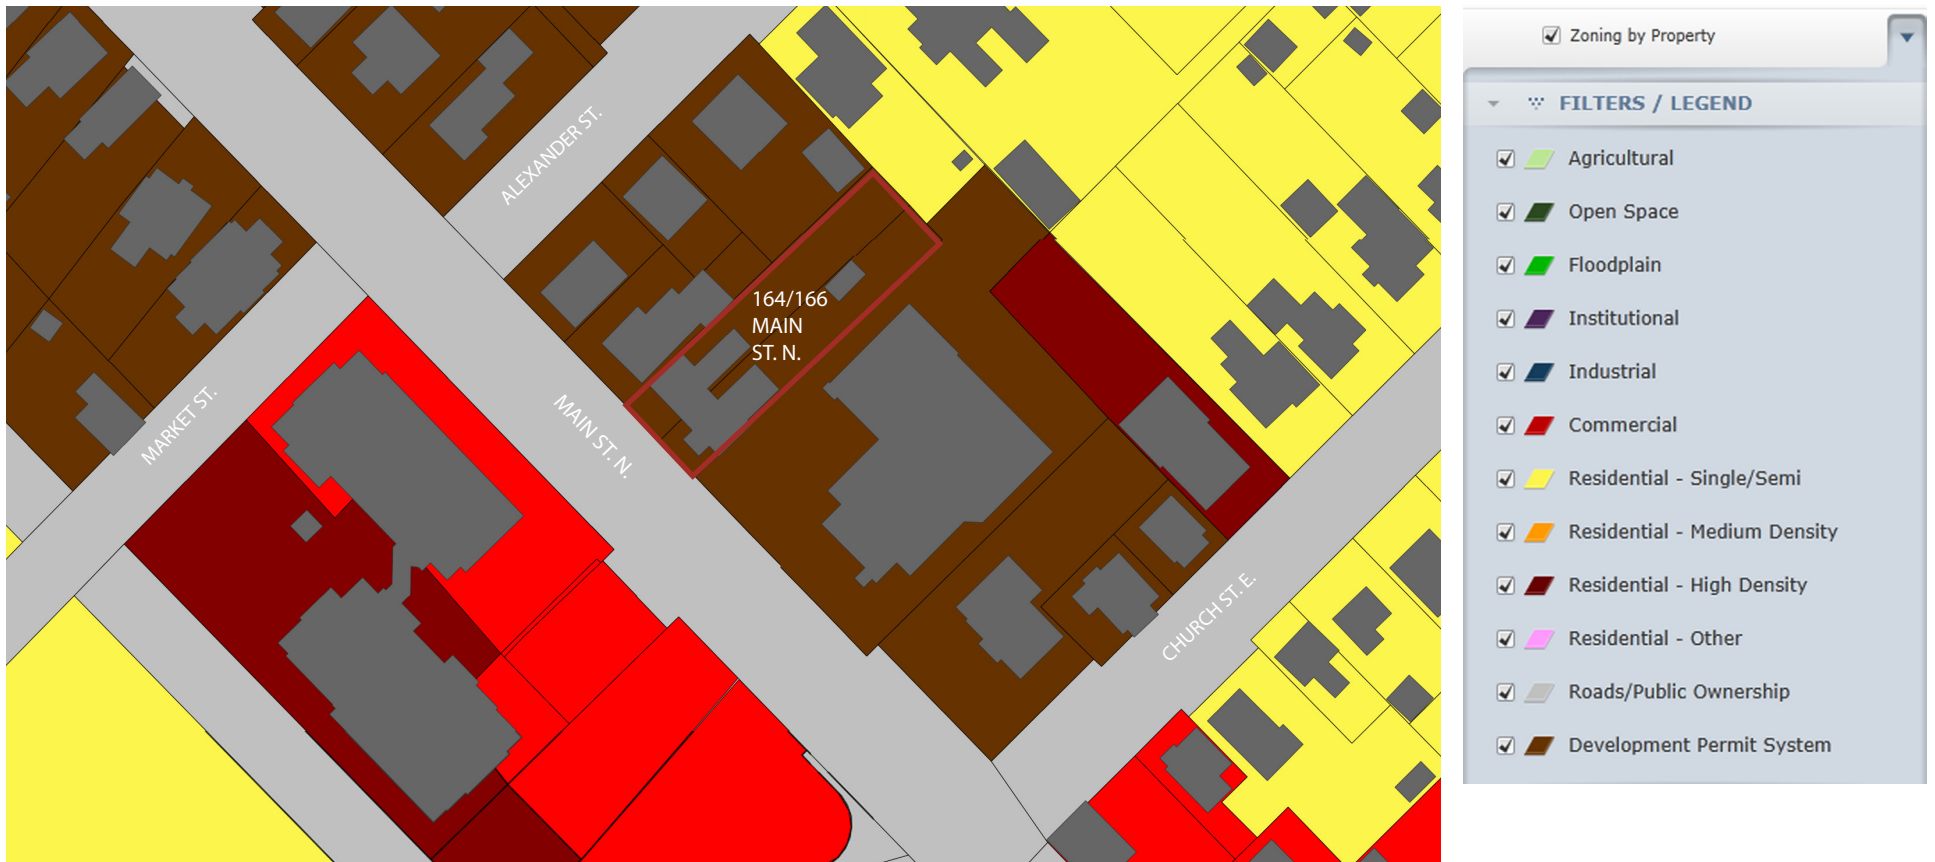 ALEXANDER ST.
164/166
MAIN
ST. N.
MARKET ST.
MAIN ST. N.
CHURCH ST. E.
Zoning by Property
FILTERS / LEGEND
Agricultural
Open Space
Floodplain
Institutional
Industrial
Commercial
Residential - Single/Semi
Residential - Medium Density
Residential - High Density
Residential - Other
Roads/Public Ownership
Development Permit System